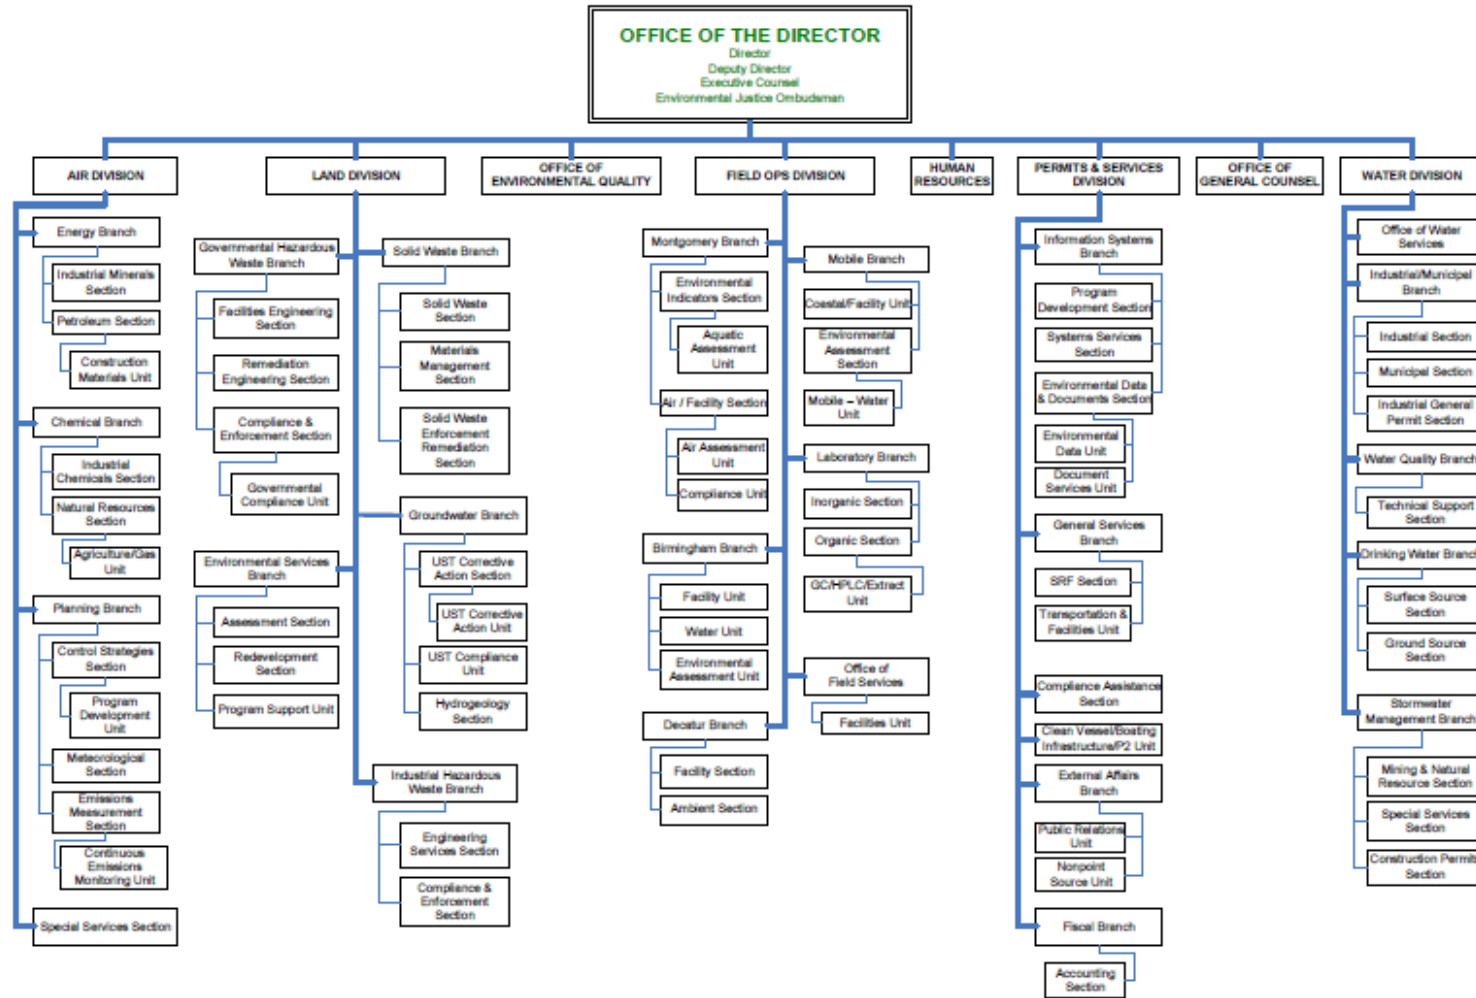 OFFICE OF THE DIRECTOR
Director
Deputy Director
Executive Counsel
Environmental Justice Ombudsman
AIR DIVISION
LAND DIVISION
OFFICE OF
ENVIRONMENTAL QUALITY
FIELD OPS DIVISION
HUMAN
RESOURCES
PERMITS & SERVICES
DIVISION
OFFICE OF
GENERAL COUNSEL
WATER DIVISION
Energy Branch
Industrial Minerals
Section
Petroleum Section
Construction
Materials Unit
Chemical Branch
Industrial
Chemicals Section
Natural Resources
Section
Agriculture/Gas
Unit
Planning Branch
Control Strategies
Section
Program
Development
Unit
Meteorological
Section
Emissions
Measurement
Section
Continuous
Emissions
Monitoring Unit
Special Services Section
Governmental Hazardous
Waste Branch
Facilities Engineering
Section
Remediation
Engineering Section
Compliance &
Enforcement Section
Governmental
Compliance Unit
Environmental Services
Branch
Assessment Section
Redevelopment
Section
Program Support Unit
Solid Waste Branch
Solid Waste
Section
Materials
Management
Section
Solid Waste
Enforcement
Remediation
Section
Groundwater Branch
UST Corrective
Action Section
UST Corrective
Action Unit
UST Compliance
Unit
Hydrogeology
Section
Industrial Hazardous
Waste Branch
Engineering
Services Section
Compliance &
Enforcement
Section
Montgomery Branch
Environmental
Indicators Section
Aquatic
Assessment
Unit
Air / Facility Section
Air Assessment
Unit
Compliance Unit
Birmingham Branch
Facility Unit
Water Unit
Environmental
Assessment Unit
Decatur Branch
Facility Section
Ambient Section
Mobile Branch
Coastal/Facility Unit
Environmental
Assessment
Section
Mobile – Water
Unit
Laboratory Branch
Inorganic Section
Organic Section
GC/HPLC/Extract
Unit
Office of
Field Services
Facilities Unit
Information Systems
Branch
Program
Development Section
Systems Services
Section
Environmental Data
& Documents Section
Environmental
Data Unit
Document
Services Unit
General Services
Branch
SRF Section
Transportation &
Facilities Unit
Compliance Assistance
Section
Clean Vessel/Boating
Infrastructure/P2 Unit
External Affairs
Branch
Public Relations
Unit
Nonpoint
Source Unit
Fiscal Branch
Accounting
Section
Office of Water
Services
Industrial/Municipal
Branch
Industrial Section
Municipal Section
Industrial General
Permit Section
Water Quality Branch
Technical Support
Section
Drinking Water Branch
Surface Source
Section
Ground Source
Section
Stormwater
Management Branch
Mining & Natural
Resource Section
Special Services
Section
Construction Permits
Section